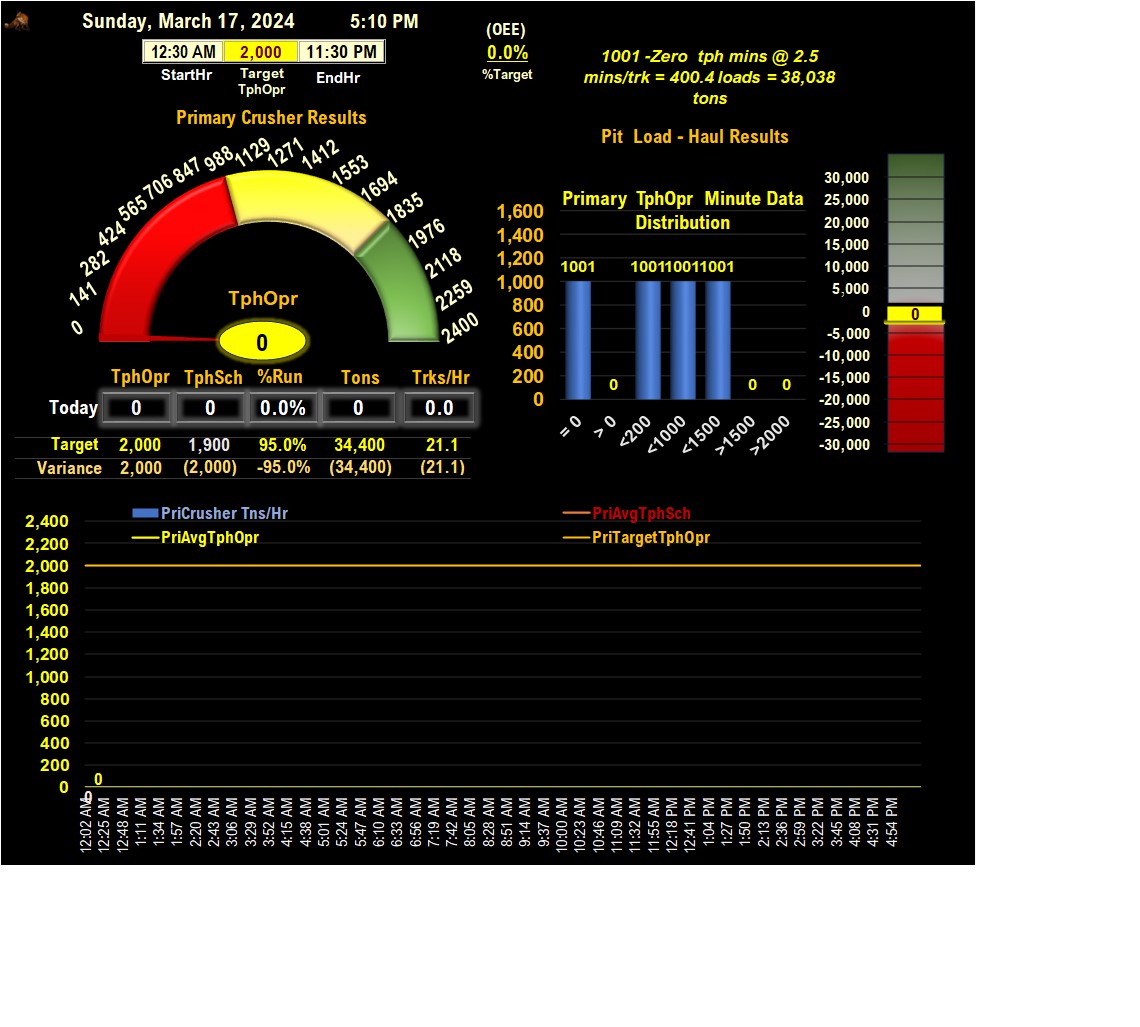 Sunday, March 17, 2024 5:10 PM
12:30 AM 2,000 11:30 PM
StartHr Target TphOpr EndHr
(OEE)
0.0%
%Target
1001 -Zero tph mins @ 2.5
mins/trk = 400.4 loads = 38,038
tons
Primary Crusher Results
0
141
282
424
565
706
847
988
1129
1271
1412
1553
1694
1835
1976
2118
2259
2400
TphOpr
0
TphOpr TphSch %Run Tons Trks/Hr
Today 0 0 0.0% 0 0.0
Target 2,000 1,900 95.0% 34,400 21.1
Variance 2,000 (2,000) -95.0% (34,400) (21.1)
Pit Load - Haul Results
Primary TphOpr Minute Data
Distribution
1,600
1,400
1,200
1,000
800
600
400
200
0
1001 0 1001 1001 1001 0 0
= 0
> 0
<200
<1000
<1500
>1500
>2000
30,000
25,000
20,000
15,000
10,000
5,000
0
-5,000
-10,000
-15,000
-20,000
-25,000
-30,000
0
PriCrusher Tns/Hr PriAvgTphSch
PriAvgTphOpr PriTargetTphOpr
2,400
2,200
2,000
1,800
1,600
1,400
1,200
1,000
800
600
400
200
0
0
0
12:02 AM
12:25 AM
12:48 AM
1:11 AM
1:34 AM
1:57 AM
2:20 AM
2:43 AM
3:06 AM
3:29 AM
3:52 AM
4:15 AM
4:38 AM
5:01 AM
5:24 AM
5:47 AM
6:10 AM
6:33 AM
6:56 AM
7:19 AM
7:42 AM
8:05 AM
8:28 AM
8:51 AM
9:14 AM
9:37 AM
10:00 AM
10:23 AM
10:46 AM
11:09 AM
11:32 AM
11:55 AM
12:18 PM
12:41 PM
1:04 PM
1:27 PM
1:50 PM
2:13 PM
2:36 PM
2:59 PM
3:22 PM
3:45 PM
4:08 PM
4:31 PM
4:54 PM